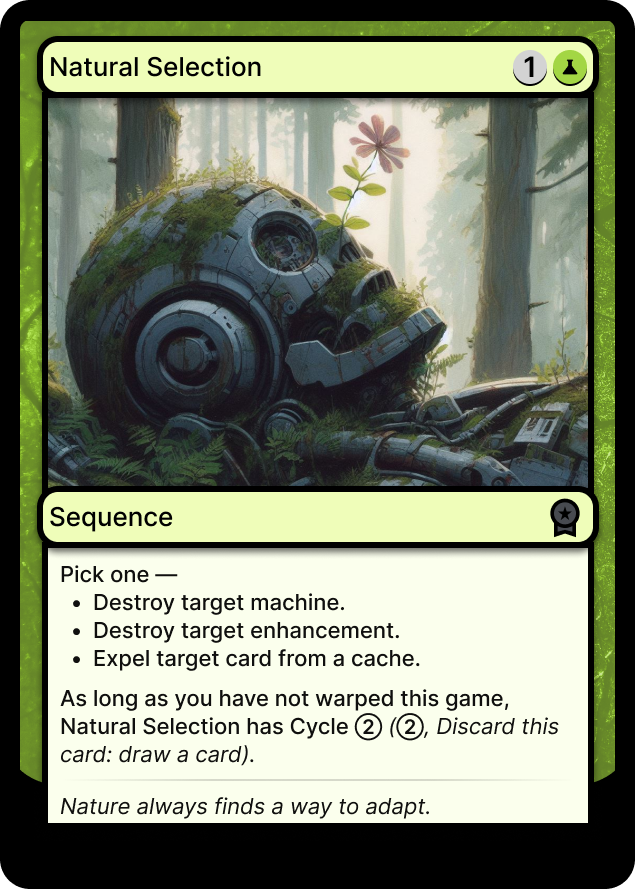 Natural Selection 1
Sequence
Pick one —
• Destroy target machine.
• Destroy target enhancement.
• Expel target card from a cache.
As long as you have not warped this game,
Natural Selection has Cycle ② (②, Discard this
card: draw a card).
Nature always finds a way to adapt.